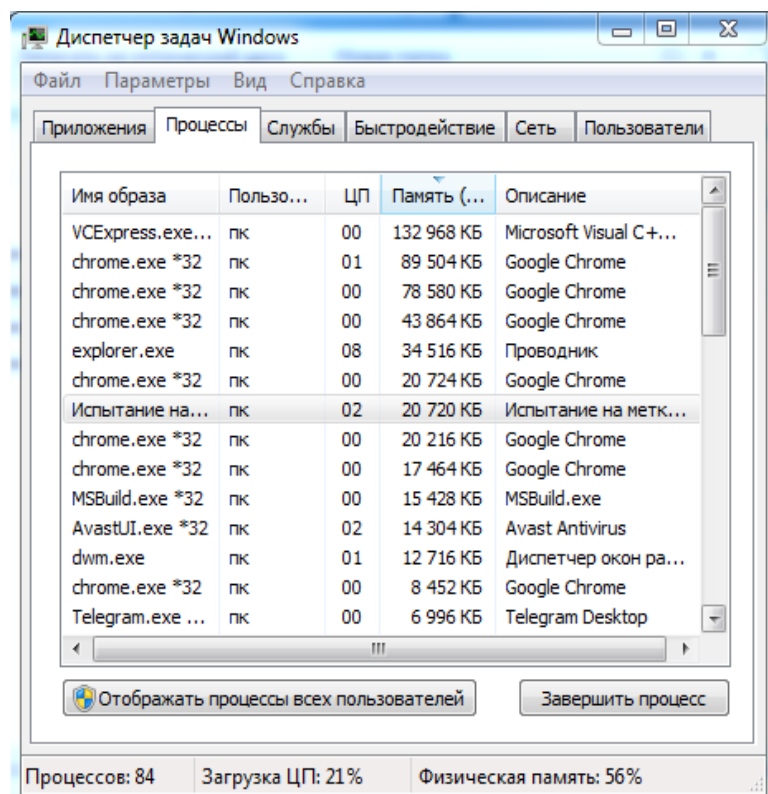 Диспетчер задач Windows
Файл Параметры Вид Справка
Приложения Процессы Службы Быстродействие Сеть Пользователи
Имя образа Пользо... ЦП Память (... Описание
VCExpress.exe... пк 00 132 968 КБ Microsoft Visual C+...
chrome.exe *32 пк 01 89 504 КБ Google Chrome
chrome.exe *32 пк 00 78 580 КБ Google Chrome
chrome.exe *32 пк 00 43 864 КБ Google Chrome
explorer.exe пк 08 34 516 КБ Проводник
chrome.exe *32 пк 00 20 724 КБ Google Chrome
Испытание на... пк 02 20 720 КБ Испытание на метк...
chrome.exe *32 пк 00 20 216 КБ Google Chrome
chrome.exe *32 пк 00 17 464 КБ Google Chrome
MSBuild.exe *32 пк 00 15 428 КБ MSBuild.exe
AvastUI.exe *32 пк 02 14 304 КБ Avast Antivirus
dwm.exe пк 01 12 716 КБ Диспетчер окон ра...
chrome.exe *32 пк 00 8 452 КБ Google Chrome
Telegram.exe ... пк 00 6 996 КБ Telegram Desktop
Отображать процессы всех пользователей Завершить процесс
Процессов: 84 Загрузка ЦП: 21% Физическая память: 56%